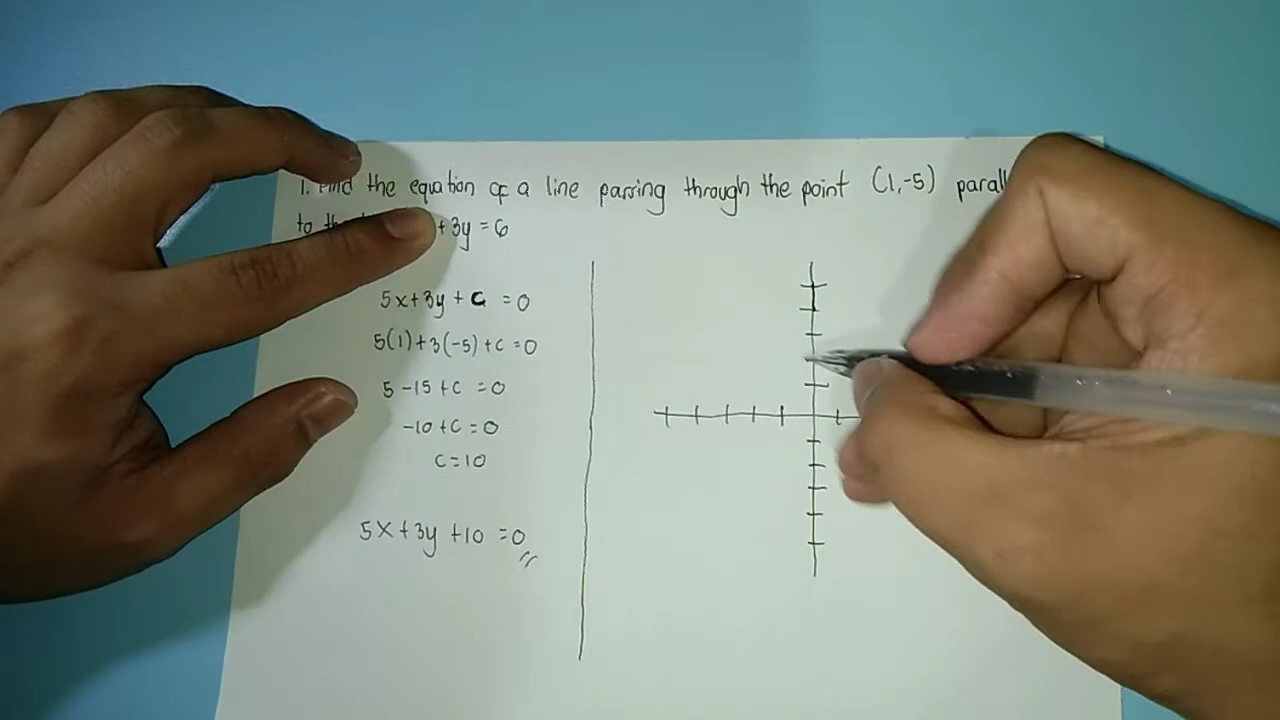 1. Find the equation of a line passing through the point (1,-5) parall
to + 3y = 6
5x + 3y + C = 0
5(1) + 3(-5) + C = 0
5 - 15 + C = 0
-10 + C = 0
C = 10
5x + 3y + 10 = 0